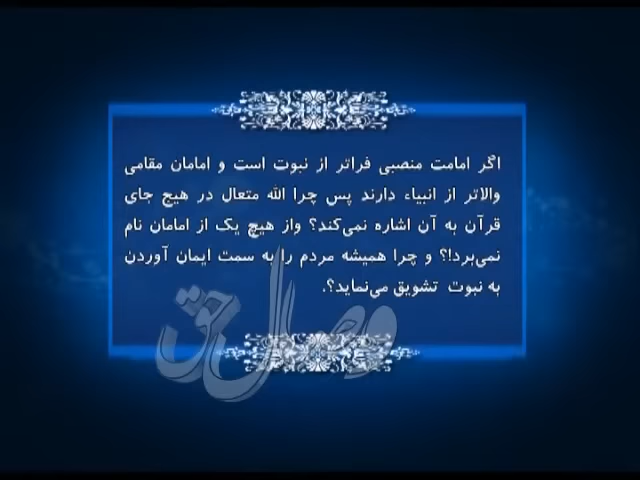 اگر امامت منصبی فراتر از نبوت است و امامان مقامی
والاتر از انبیاء دارند پس چرا الله متعال در هیچ جای
قرآن به آن اشاره نمی‌کند؟ واز هیچ یک از امامان نام
نمی‌برد!؟ و چرا همیشه مردم را به سمت ایمان آوردن
به نبوت تشویق می‌نماید؟.
وصال حق